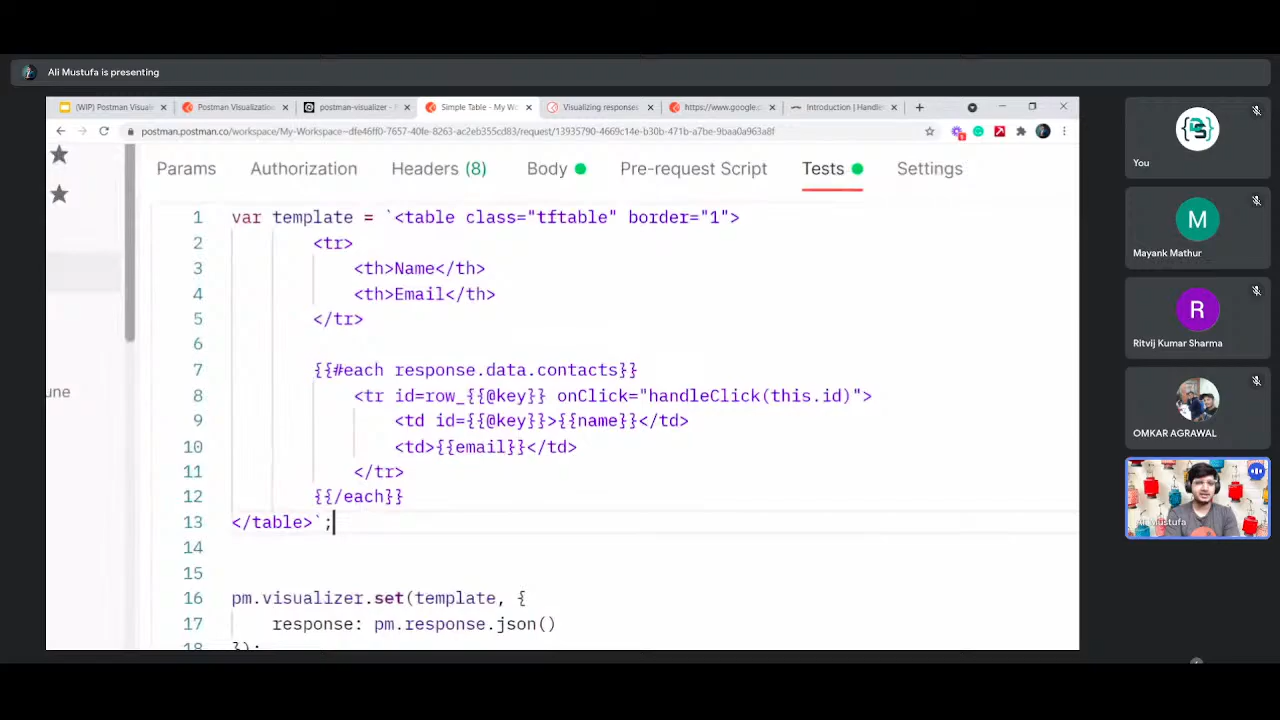 Ali Mustufa is presenting
(WIP) Postman Visuali
Postman Visualization
postman-visualizer -
Simple Table - My Wo
Visualizing response
https://www.google.
Introduction | Handle
postman.postman.co/workspace/My-Workspace~dfe46ff0-7657-40fe-8263-ac2eb355cd83/request/13935790-4669c14e-b30b-471b-a7be-9baa0a963a8f
Params Authorization Headers (8) Body Pre-request Script Tests Settings
une
1 var template = `<table class="tftable" border="1">
2 <tr>
3 <th>Name</th>
4 <th>Email</th>
5 </tr>
6
7 {{#each response.data.contacts}}
8 <tr id=row_{{@key}} onClick="handleClick(this.id)">
9 <td id={{@key}}>{{name}}</td>
10 <td>{{email}}</td>
11 </tr>
12 {{/each}}
13 </table>`;
14
15
16 pm.visualizer.set(template, {
17 response: pm.response.json()
18 });
You
M
Mayank Mathur
R
Ritvij Kumar Sharma
OMKAR AGRAWAL
Ali Mustufa